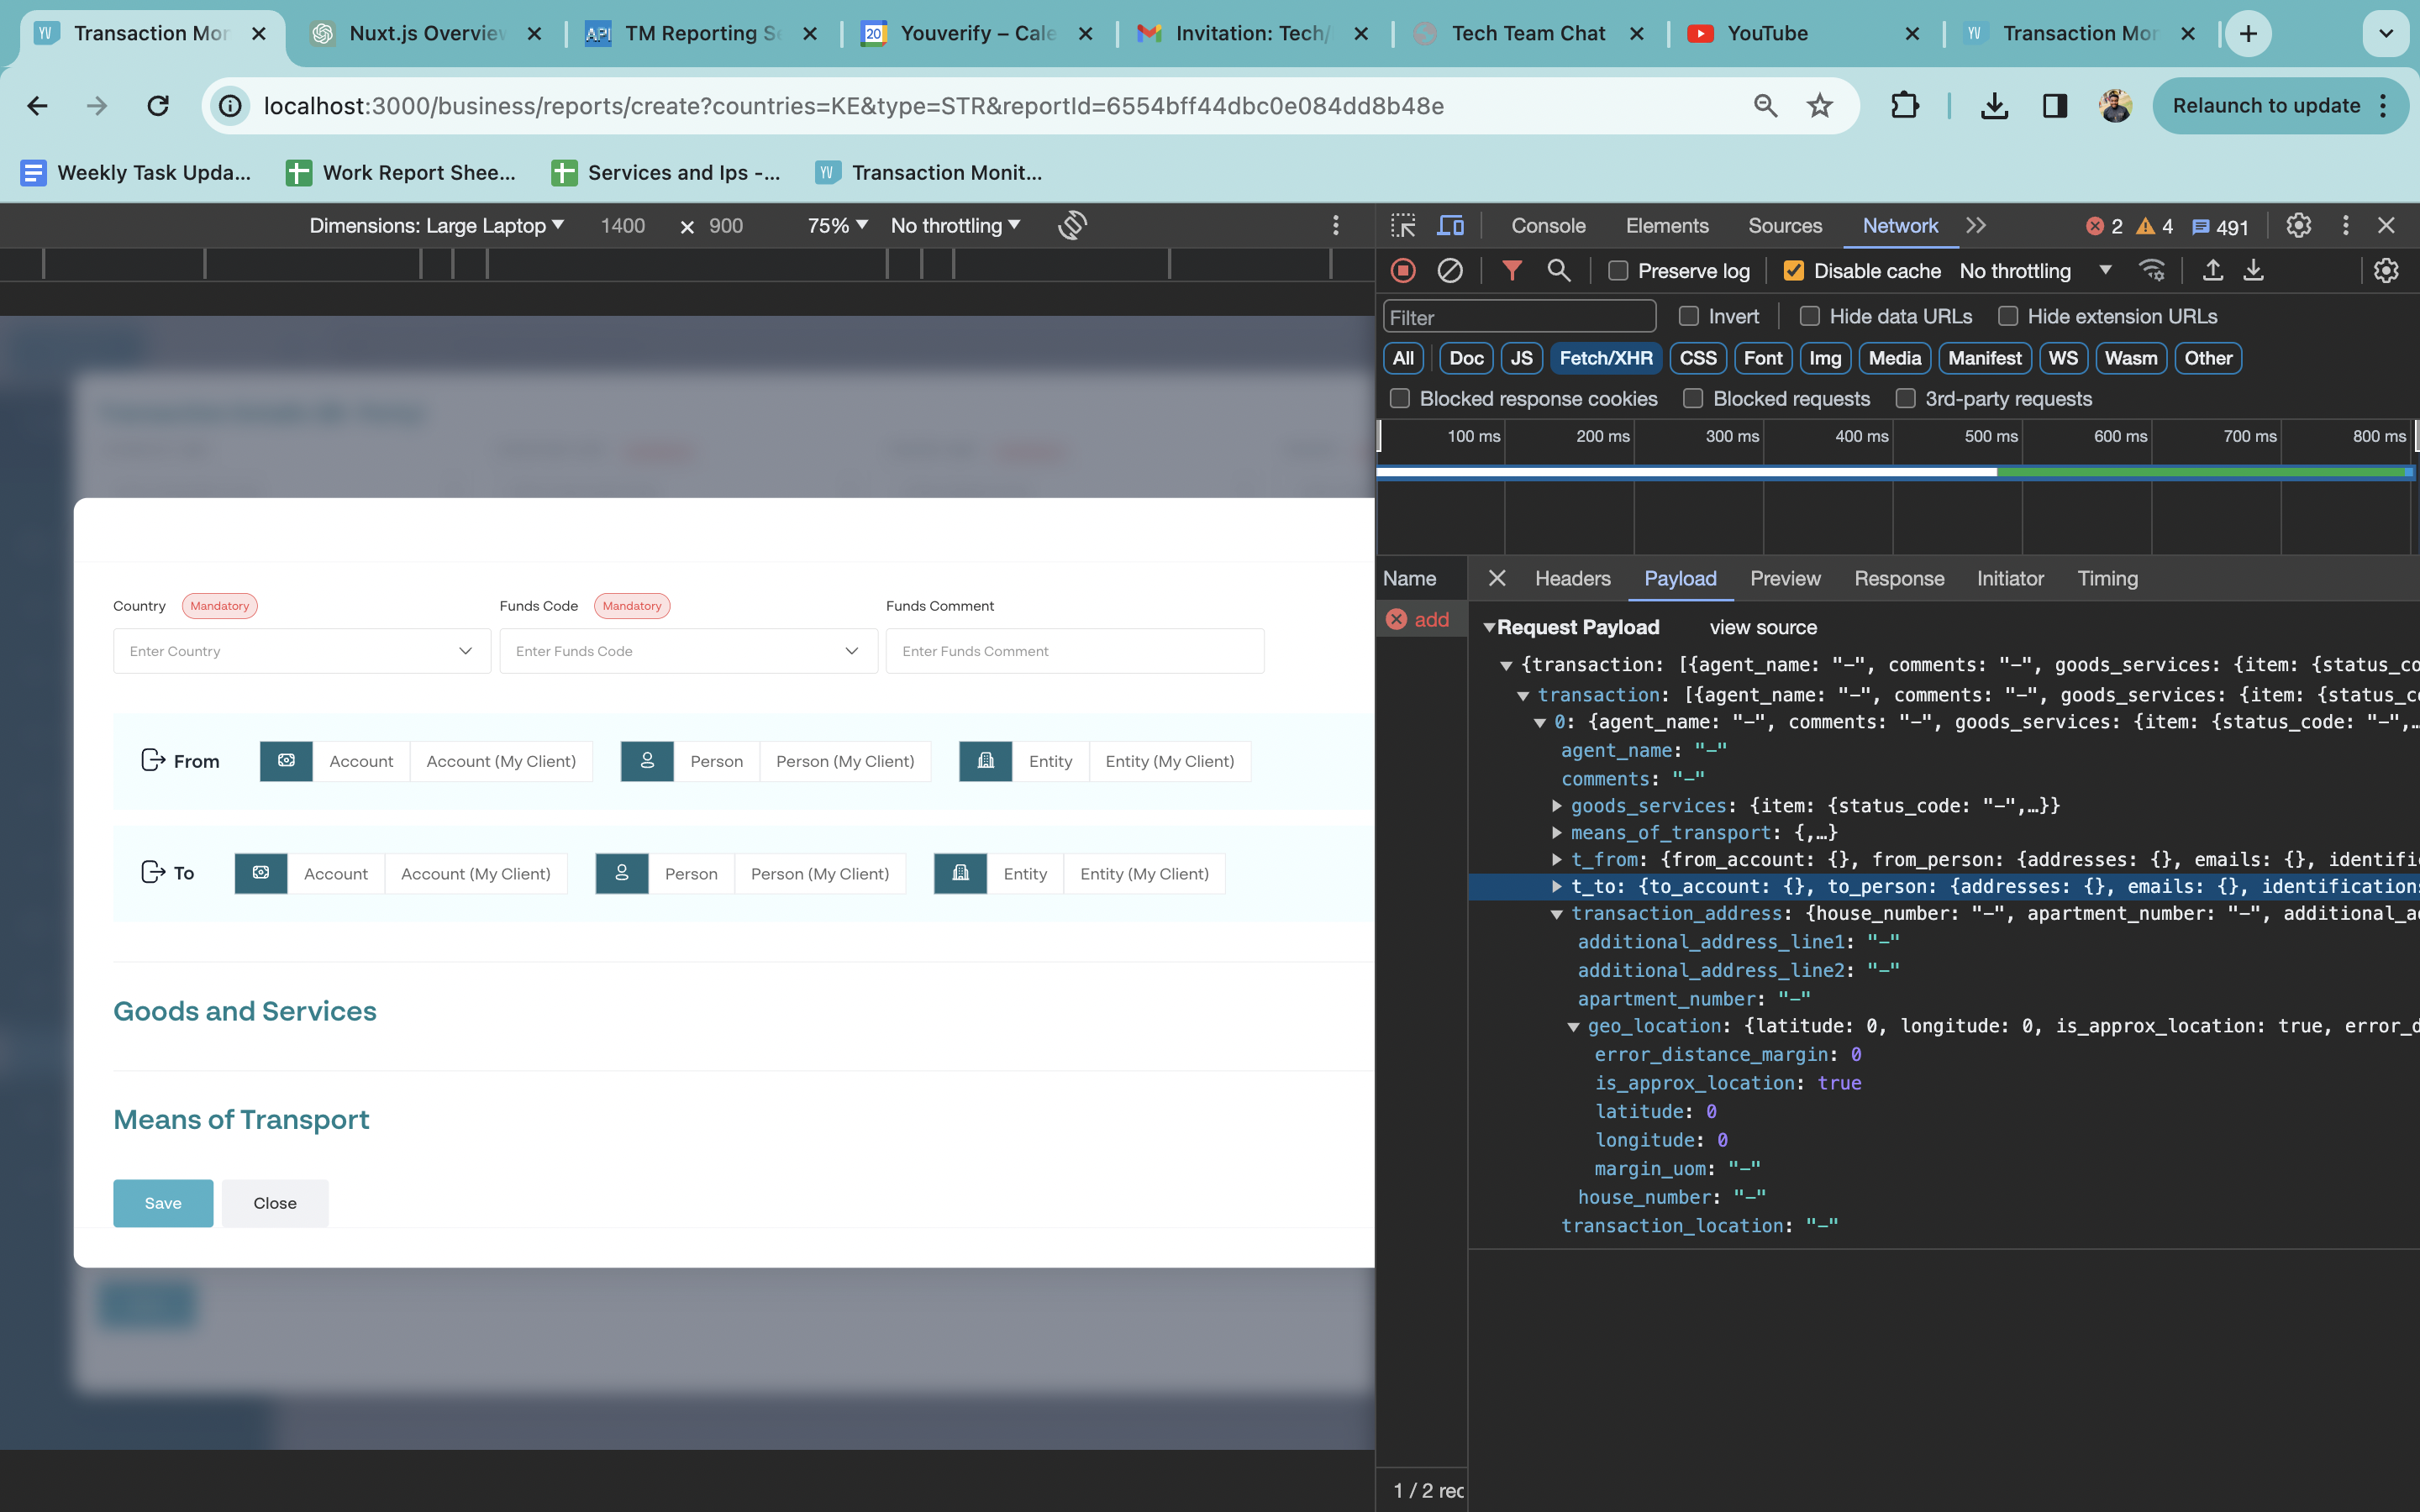 Transaction Mor
Nuxt.js Overview
TM Reporting Se
Youverify – Cale
Invitation: Tech/
Tech Team Chat
YouTube
Transaction Mor
localhost:3000/business/reports/create?countries=KE&type=STR&reportId=6554bff44dbc0e084dd8b48e
Relaunch to update
Weekly Task Upda...
Work Report Shee...
Services and Ips -...
Transaction Monit...
Dimensions: Large Laptop 1400 × 900 75% No throttling
Console Elements Sources Network 2 4 491
Preserve log Disable cache No throttling
Filter Invert Hide data URLs Hide extension URLs
All Doc JS Fetch/XHR CSS Font Img Media Manifest WS Wasm Other
Blocked response cookies Blocked requests 3rd-party requests
100 ms 200 ms 300 ms 400 ms 500 ms 600 ms 700 ms 800 ms
Name Headers Payload Preview Response Initiator Timing
add
Request Payload view source
{transaction: [{agent_name: "–", comments: "–", goods_services: {item: {status_co
transaction: [{agent_name: "–", comments: "–", goods_services: {item: {status_c
0: {agent_name: "–", comments: "–", goods_services: {item: {status_code: "–",…
agent_name: "–"
comments: "–"
goods_services: {item: {status_code: "–",…}}
means_of_transport: {,…}
t_from: {from_account: {}, from_person: {addresses: {}, emails: {}, identifi
t_to: {to_account: {}, to_person: {addresses: {}, emails: {}, identification
transaction_address: {house_number: "–", apartment_number: "–", additional_a
additional_address_line1: "–"
additional_address_line2: "–"
apartment_number: "–"
geo_location: {latitude: 0, longitude: 0, is_approx_location: true, error_d
error_distance_margin: 0
is_approx_location: true
latitude: 0
longitude: 0
margin_uom: "–"
house_number: "–"
transaction_location: "–"
1 / 2 rec
Country Mandatory
Funds Code Mandatory
Funds Comment
Enter Country
Enter Funds Code
Enter Funds Comment
From Account Account (My Client) Person Person (My Client) Entity Entity (My Client)
To Account Account (My Client) Person Person (My Client) Entity Entity (My Client)
Goods and Services
Means of Transport
Save Close